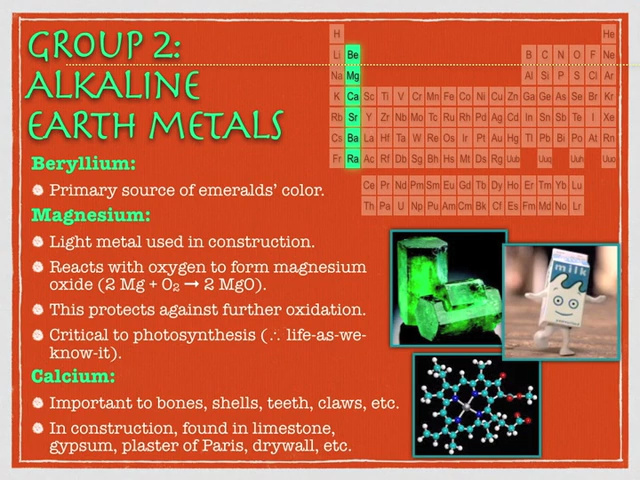 GROUP 2:
ALKALINE
EARTH METALS
H He
Li Be B C N O F Ne
Na Mg Al Si P S Cl Ar
K Ca Sc Ti V Cr Mn Fe Co Ni Cu Zn Ga Ge As Se Br Kr
Rb Sr Y Zr Nb Mo Tc Ru Rh Pd Ag Cd In Sn Sb Te I Xe
Cs Ba La Hf Ta W Re Os Ir Pt Au Hg Tl Pb Bi Po At Rn
Fr Ra Ac Rf Db Sg Bh Hs Mt Ds Rg Uub Uuq Uuh Uuo
Ce Pr Nd Pm Sm Eu Gd Tb Dy Ho Er Tm Yb Lu
Th Pa U Np Pu Am Cm Bk Cf Es Fm Md No Lr
Beryllium:
Primary source of emeralds’ color.
Magnesium:
Light metal used in construction.
Reacts with oxygen to form magnesium
oxide (2 Mg + O₂ → 2 MgO).
This protects against further oxidation.
Critical to photosynthesis (∴ life-as-we-
know-it).
Calcium:
Important to bones, shells, teeth, claws, etc.
In construction, found in limestone,
gypsum, plaster of Paris, drywall, etc.
milk